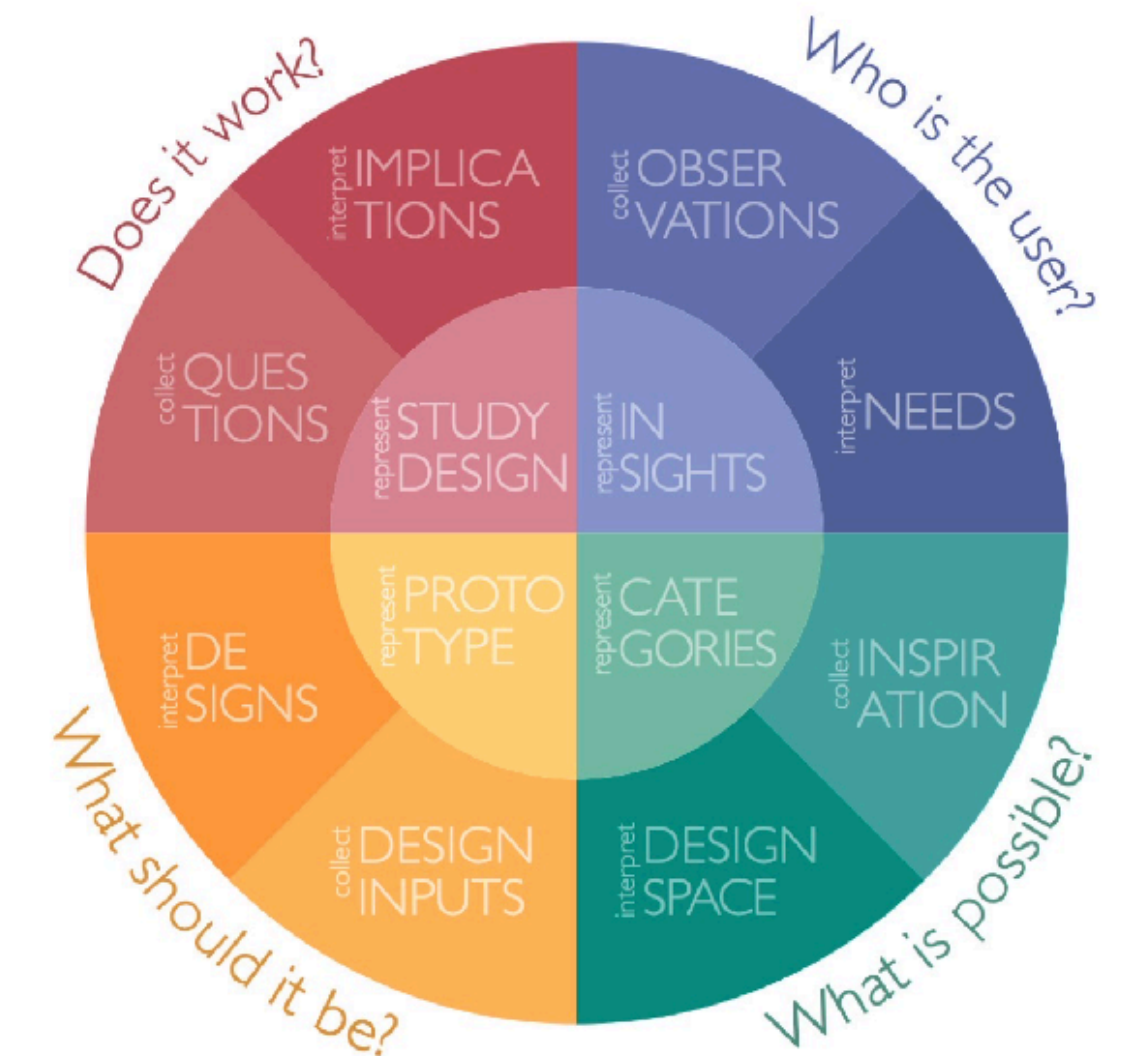 Does it work?
Who is the user?
interpret
IMPLICA
TIONS
collect
OBSER
VATIONS
collect
QUES
TIONS
represent
STUDY
DESIGN
represent
IN
SIGHTS
interpret
NEEDS
interpret
DE
SIGNS
represent
PROTO
TYPE
represent
CATE
GORIES
collect
INSPIR
ATION
collect
DESIGN
INPUTS
interpret
DESIGN
SPACE
What should it be?
What is possible?